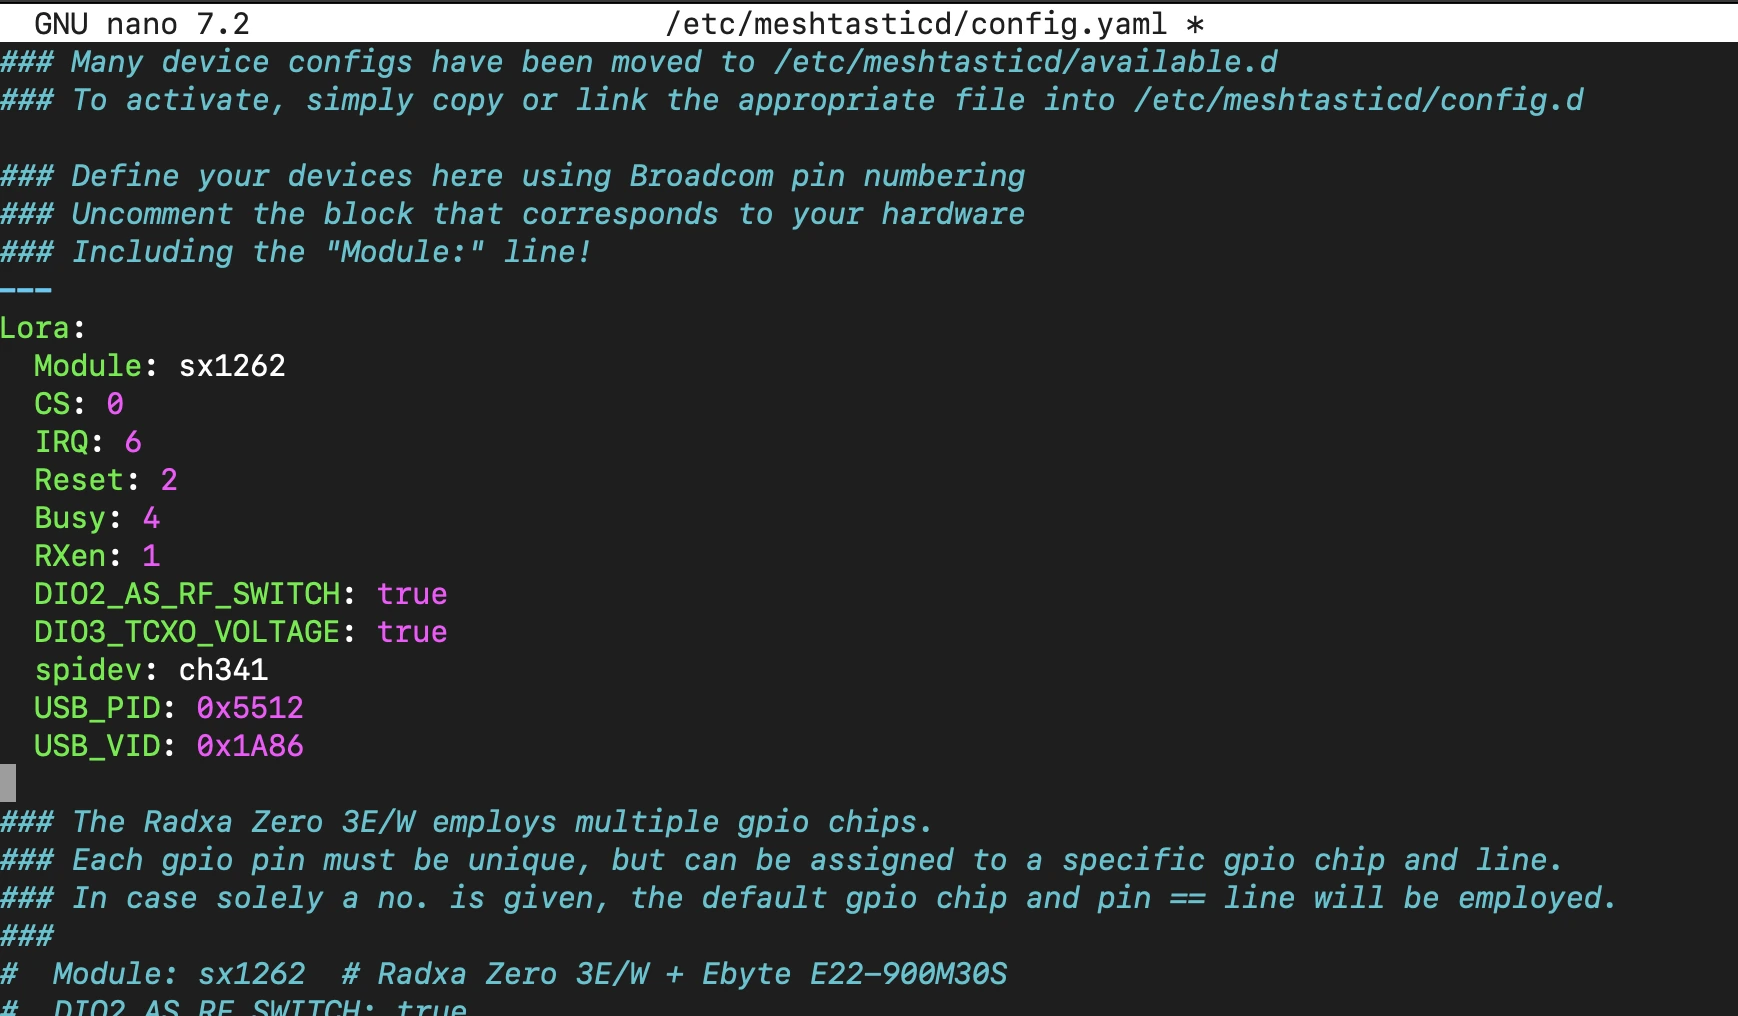 GNU nano 7.2 /etc/meshtasticd/config.yaml *
### Many device configs have been moved to /etc/meshtasticd/available.d
### To activate, simply copy or link the appropriate file into /etc/meshtasticd/config.d
### Define your devices here using Broadcom pin numbering
### Uncomment the block that corresponds to your hardware
### Including the "Module:" line!
---
Lora:
  Module: sx1262
  CS: 0
  IRQ: 6
  Reset: 2
  Busy: 4
  RXen: 1
  DIO2_AS_RF_SWITCH: true
  DIO3_TCXO_VOLTAGE: true
  spidev: ch341
  USB_PID: 0x5512
  USB_VID: 0x1A86
### The Radxa Zero 3E/W employs multiple gpio chips.
### Each gpio pin must be unique, but can be assigned to a specific gpio chip and line.
### In case solely a no. is given, the default gpio chip and pin == line will be employed.
###
#  Module: sx1262  # Radxa Zero 3E/W + Ebyte E22-900M30S
#  DIO2_AS_RF_SWITCH: true